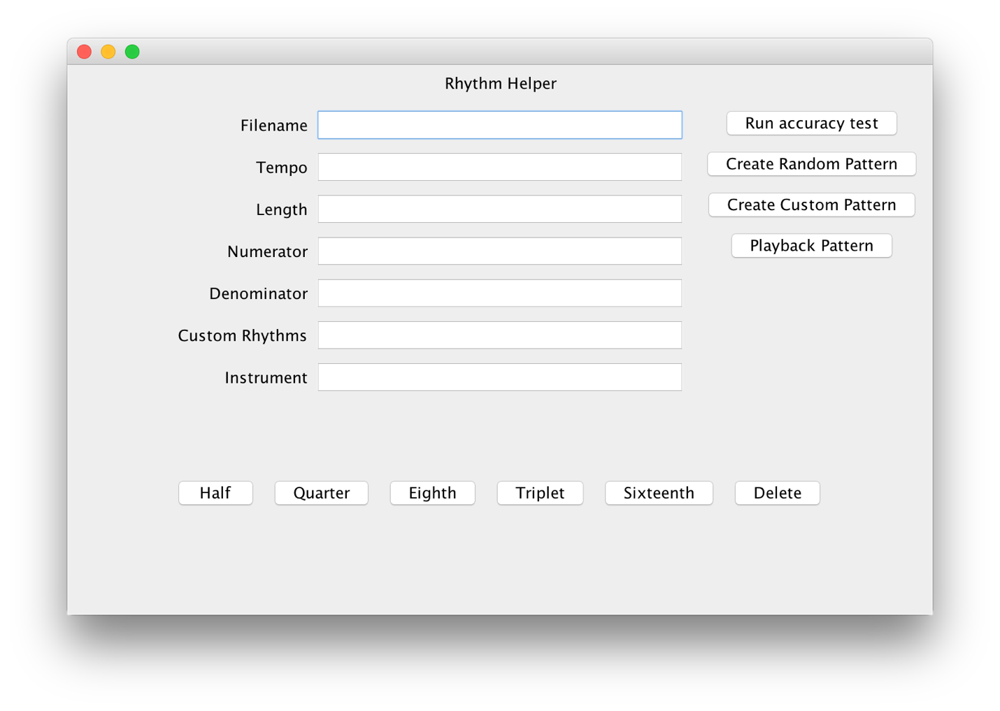 Rhythm Helper
Filename
Run accuracy test
Tempo
Create Random Pattern
Length
Create Custom Pattern
Numerator
Playback Pattern
Denominator
Custom Rhythms
Instrument
Half Quarter Eighth Triplet Sixteenth Delete